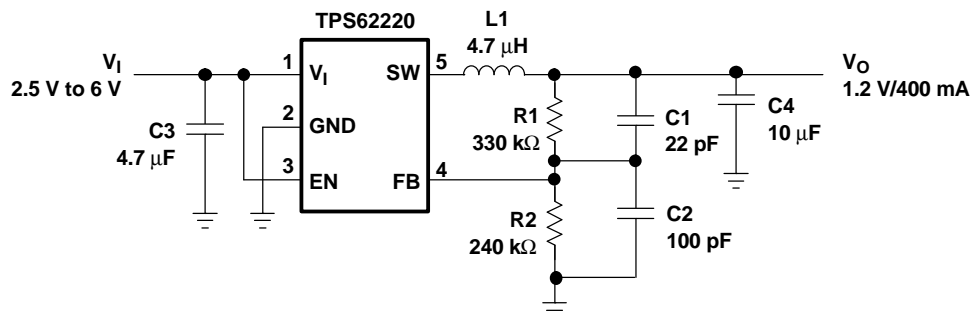 TPS62220
L1
4.7 μH
V_I
2.5 V to 6 V
1
V_I
SW
5
V_O
1.2 V/400 mA
C3
4.7 μF
2
GND
3
EN
FB
4
R1
330 kΩ
C1
22 pF
C4
10 μF
R2
240 kΩ
C2
100 pF